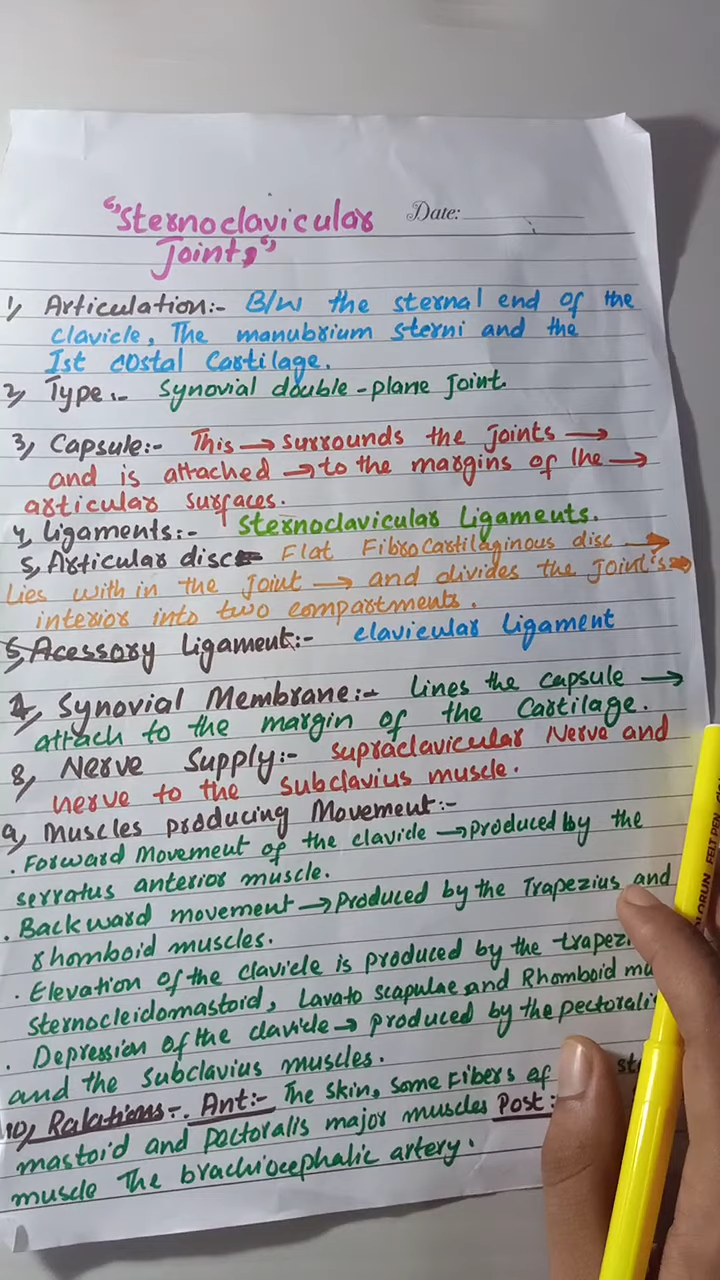 "Sternoclavicular
Date:
Joint,"
1, Articulation:- B/w the sternal end of the
clavicle, The manubrium sterni and the
Ist costal Cartilage.
2, Type:- Synovial double-plane Joint
3, Capsule:- This → surrounds the joints →
and is attached → to the margins of the →
articular surfaces.
4, Ligaments:- Sternoclavicular Ligaments.
5, Articular disc Flat Fibrocartilaginous disc →
Lies with in the joint → and divides the joint's →
interior into two compartments.
Acessory Ligament:- clavicular Ligament
7, Synovial Membrane:- Lines the capsule →
attach to the margin of the Cartilage.
8, Nerve Supply:- supraclavicular Nerve and
nerve to the subclavius muscle.
9, Muscles producing Movement:-
. Forward Movement of the clavicle → produced by the
serratus anterior muscle.
. Backward movement → produced by the Trapezius and
rhomboid muscles.
. Elevation of the clavicle is produced by the
Sternocleidomastoid, Lavato scapulae and Rhomboid
. Depression of the clavicle → produced by the
and the subclavius muscles.
10, Ralations-. Ant:- The skin, some Fibers of
mastoid and pectoralis major muscles Post:
muscle The brachiocephalic artery.
FELT PEN